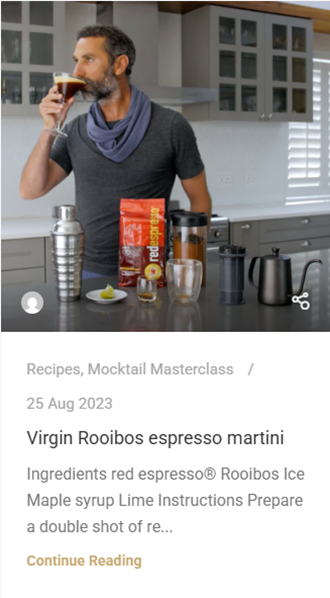 red espresso
Recipes, Mocktail Masterclass /
25 Aug 2023
Virgin Rooibos espresso martini
Ingredients red espresso® Rooibos Ice
Maple syrup Lime Instructions Prepare
a double shot of re...
Continue Reading